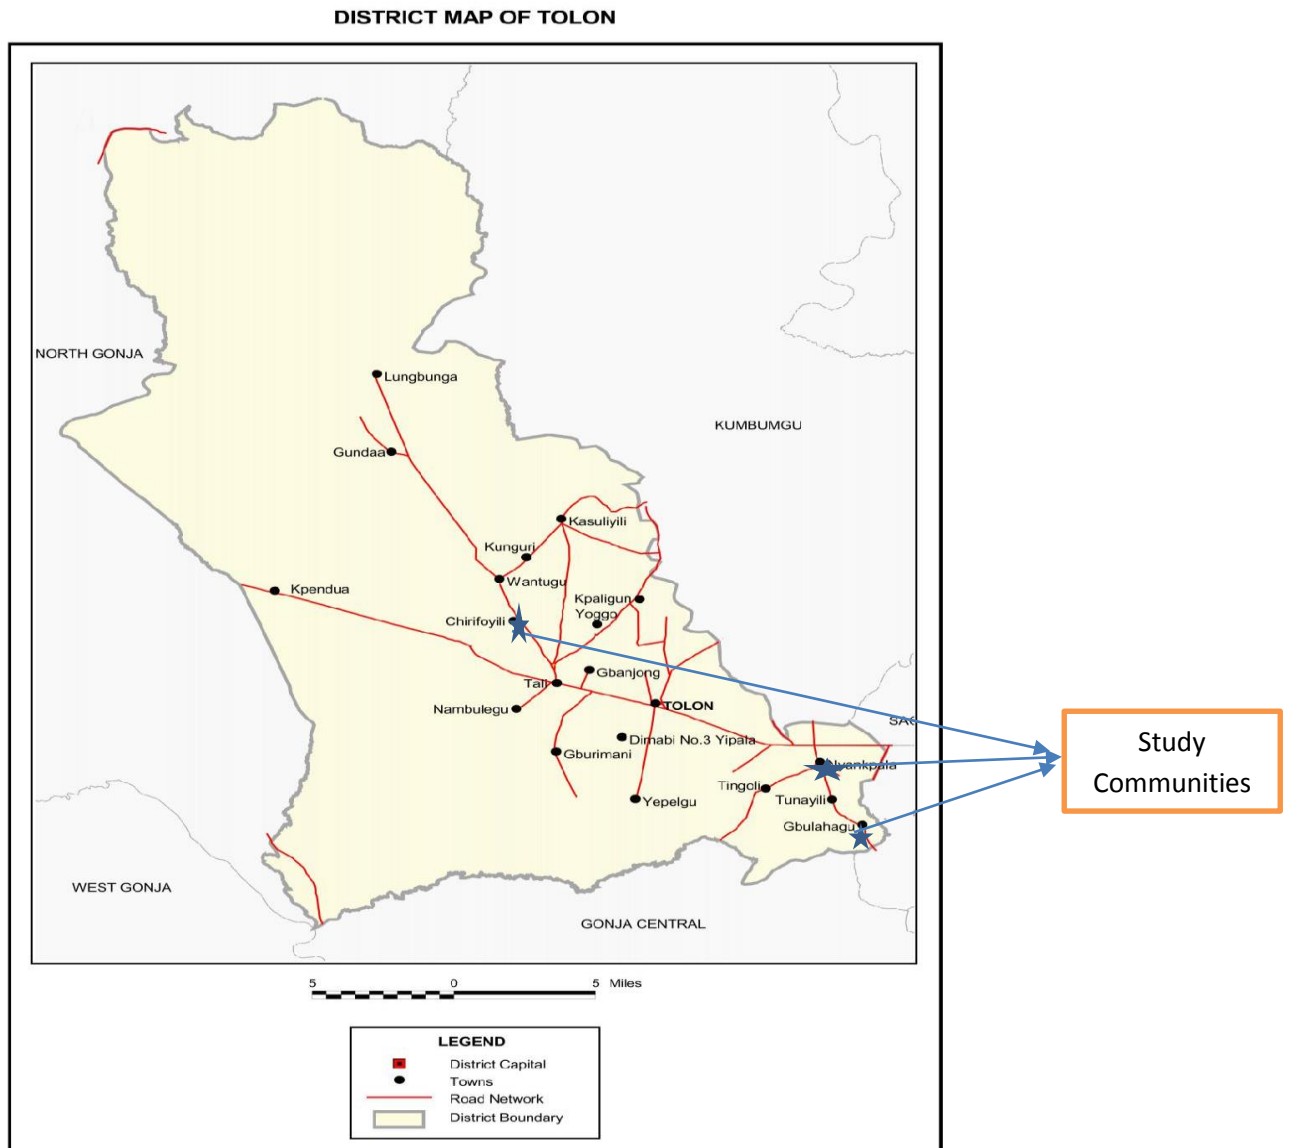 DISTRICT MAP OF TOLON
NORTH GONJA
Lungbunga
KUMBUMGU
Gundaa
Kasuliyili
Kunguri
Wantugu
Kpendua
Kpaligun
Yoggo
Chirifoyili
Gbanjong
Tali
TOLON
Nambulegu
SAG
Dimabi No.3 Yipala
Gburimani
Nyankpala
Tingoli
Tunayili
Yepelgu
Gbulahagu
Study
Communities
WEST GONJA
GONJA CENTRAL
5 0 5 Miles
LEGEND
District Capital
Towns
Road Network
District Boundary